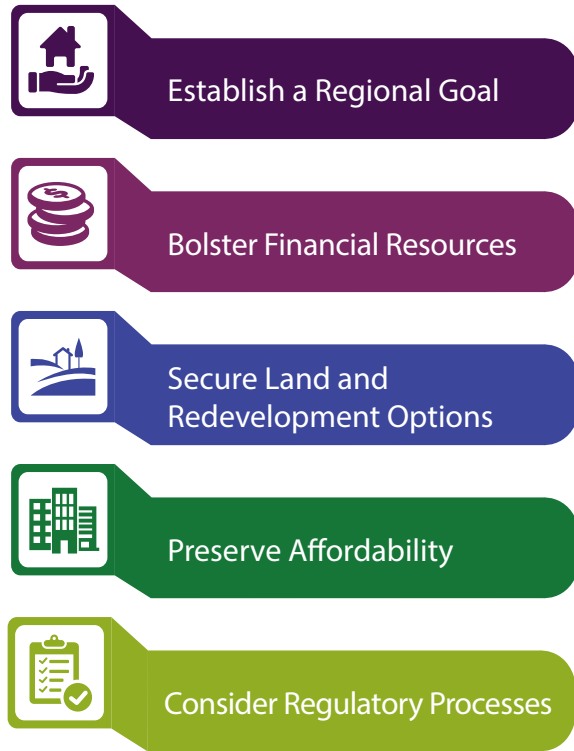 Establish a Regional Goal
$
Bolster Financial Resources
Secure Land and
Redevelopment Options
Preserve Affordability
Consider Regulatory Processes